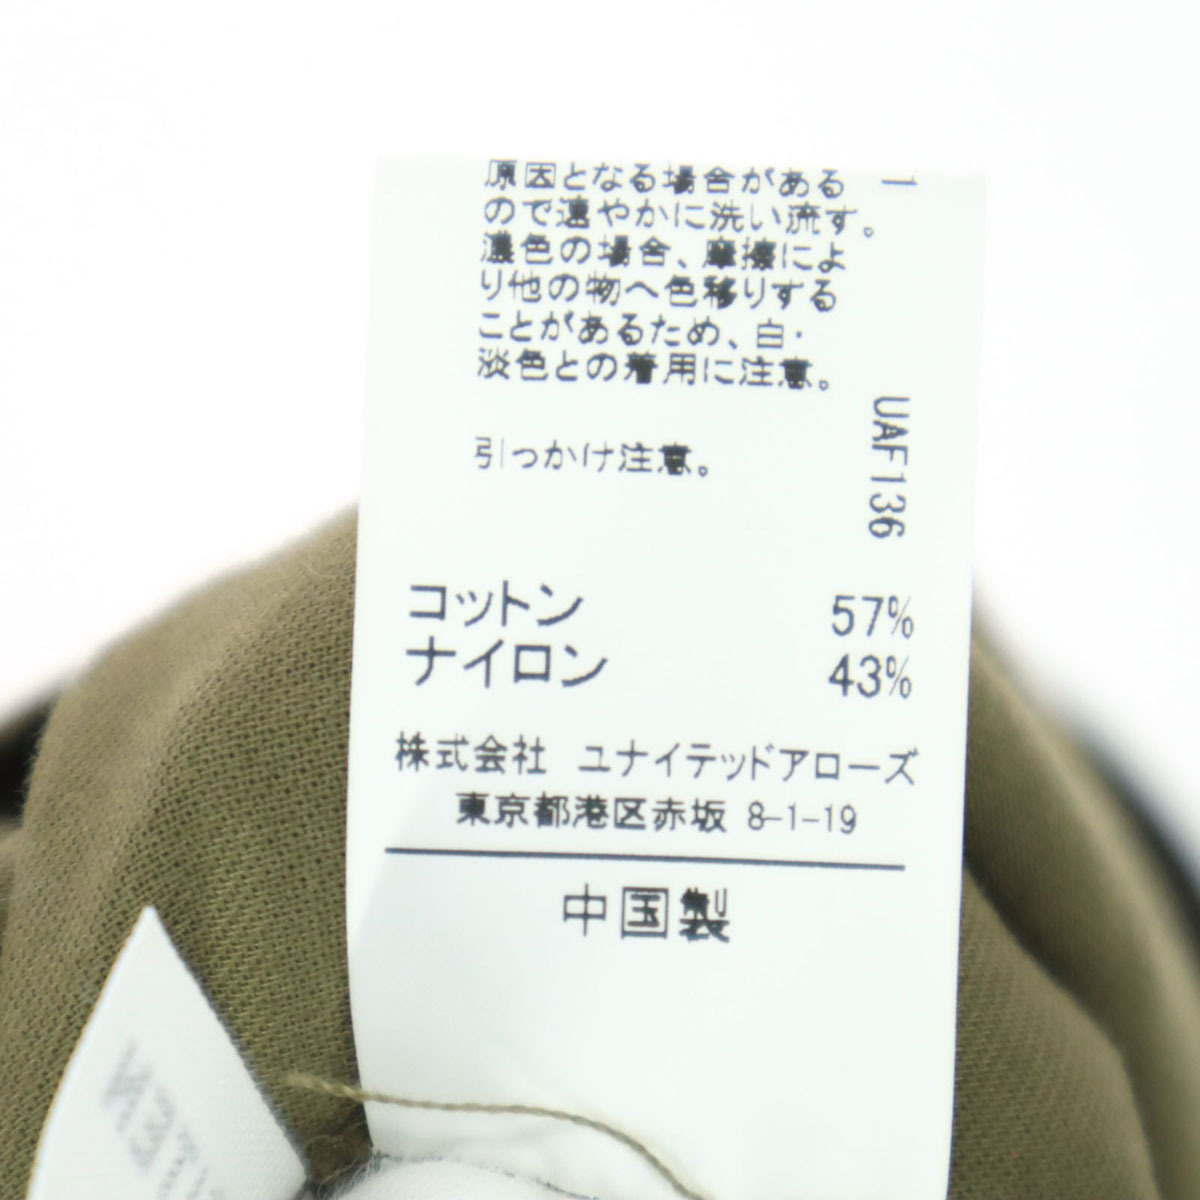 原因となる場合がある
ので速やかに洗い流す。
濃色の場合、摩擦によ
り他の物へ色移りする
ことがあるため、白・
淡色との着用に注意。
引っかけ注意。
UAF136
コットン 57%
ナイロン 43%
株式会社 ユナイテッドアローズ
東京都港区赤坂 8-1-19
中国製